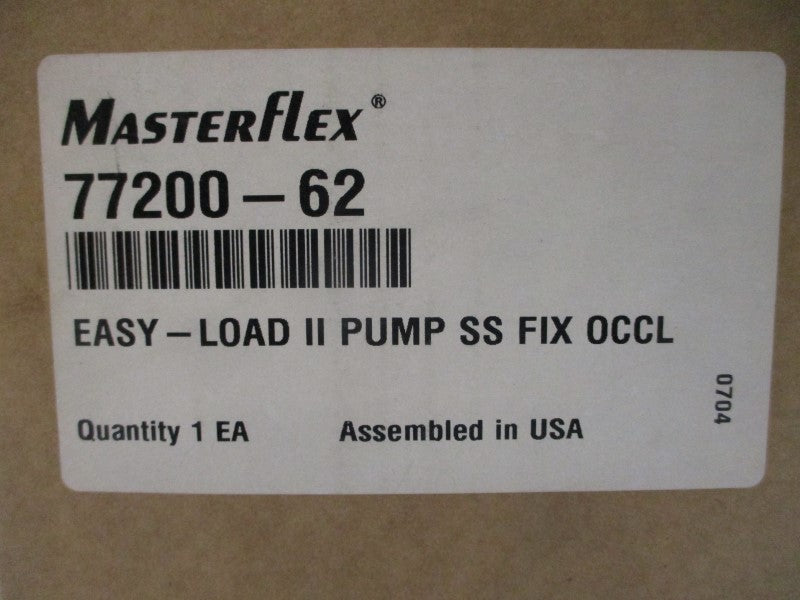 MASTERFLEX®
77200-62
EASY-LOAD II PUMP SS FIX OCCL
Quantity 1 EA Assembled in USA
0704